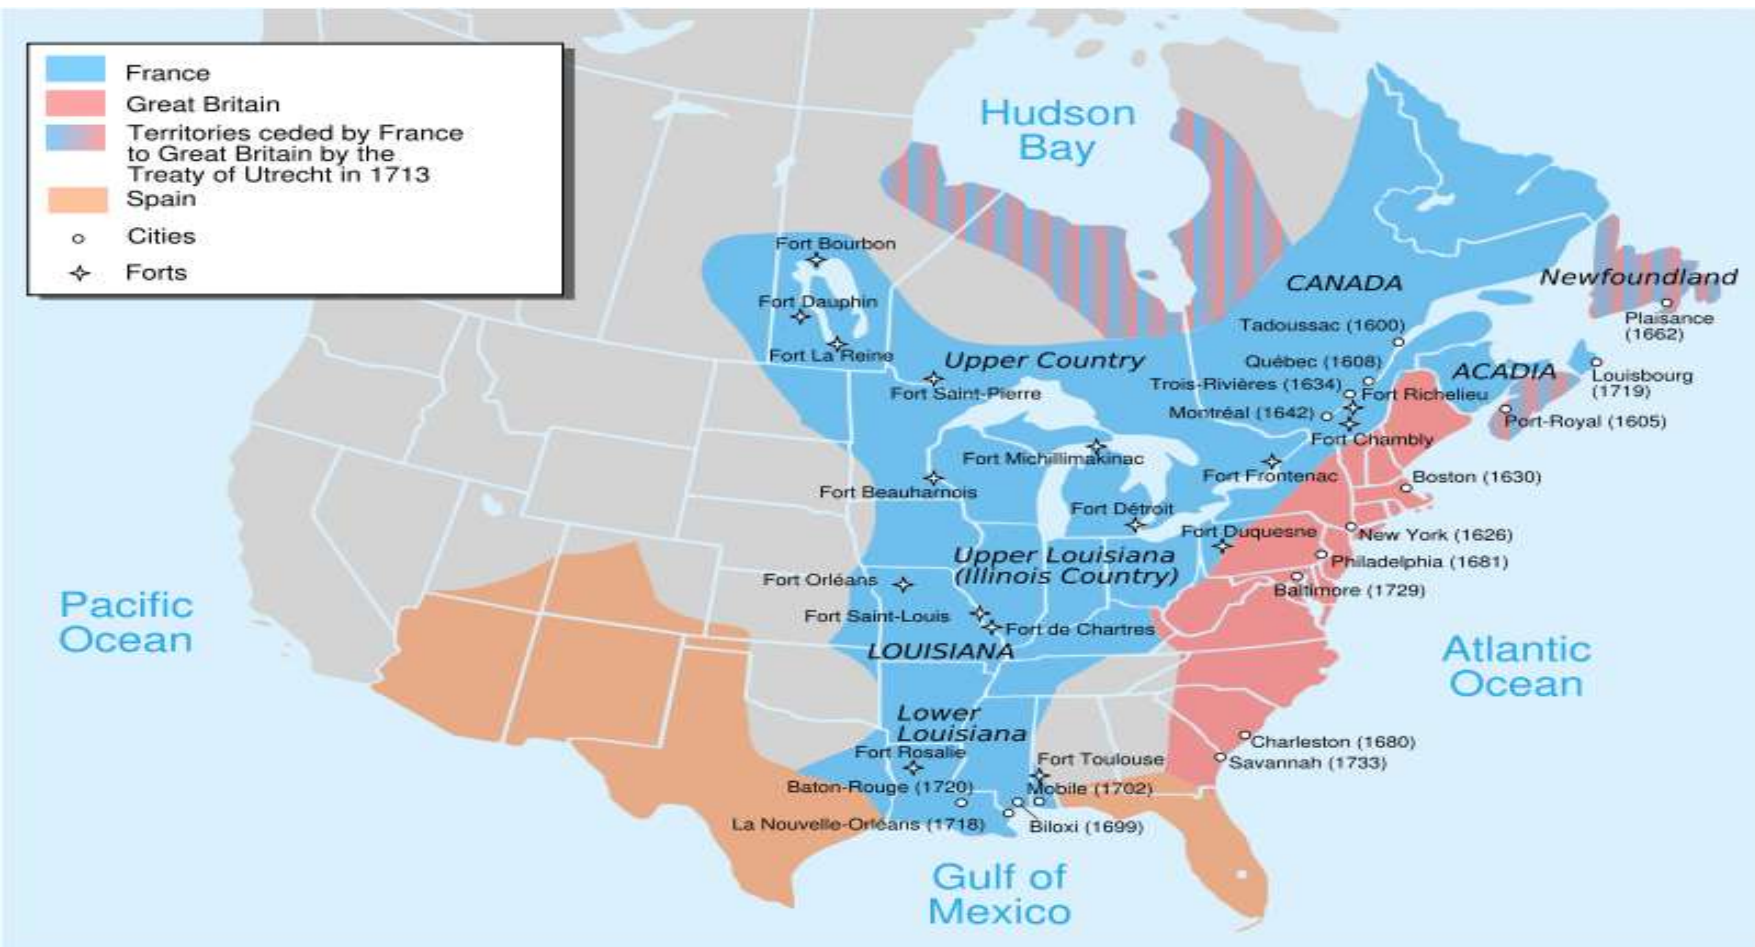 France
Great Britain
Territories ceded by France
to Great Britain by the
Treaty of Utrecht in 1713
Spain
Cities
Forts
Hudson
Bay
Fort Bourbon
CANADA
Newfoundland
Fort Dauphin
Tadoussac (1600)
Plaisance
(1662)
Fort La Reine
Upper Country
Québec (1608)
ACADIA
Louisbourg
(1719)
Fort Saint-Pierre
Trois-Rivières (1634)
Fort Richelieu
Montréal (1642)
Port-Royal (1605)
Fort Chambly
Fort Michillimakinac
Fort Frontenac
Boston (1630)
Fort Beauharnois
Fort Détroit
Fort Duquesne
New York (1626)
Upper Louisiana
(Illinois Country)
Philadelphia (1681)
Fort Orléans
Baltimore (1729)
Pacific
Ocean
Fort Saint-Louis
Fort de Chartres
LOUISIANA
Atlantic
Ocean
Lower
Louisiana
Fort Rosalie
Fort Toulouse
Charleston (1680)
Savannah (1733)
Baton-Rouge (1720)
Mobile (1702)
La Nouvelle-Orléans (1718)
Biloxi (1699)
Gulf of
Mexico